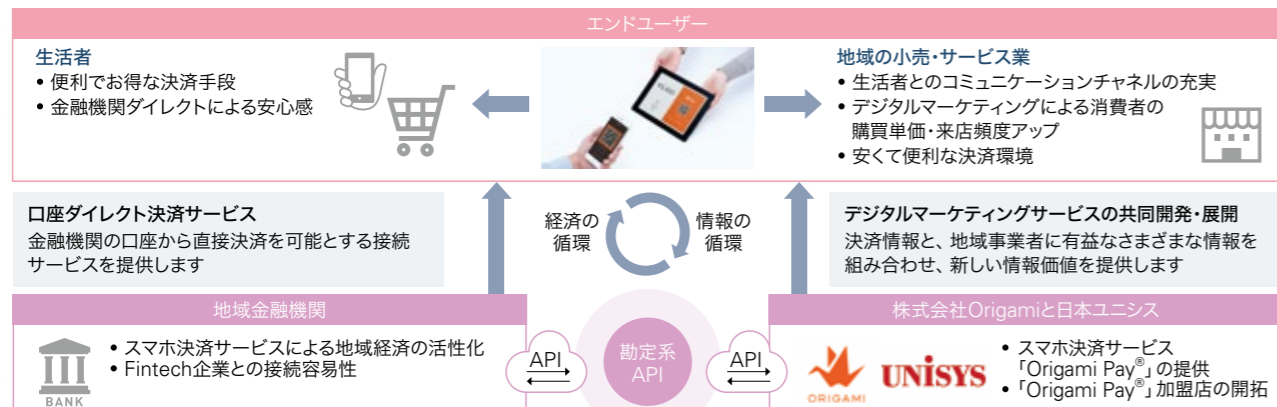 エンドユーザー
生活者
• 便利でお得な決済手段
• 金融機関ダイレクトによる安心感
地域の小売・サービス業
• 生活者とのコミュニケーションチャネルの充実
• デジタルマーケティングによる消費者の
購買単価・来店頻度アップ
• 安くて便利な決済環境
口座ダイレクト決済サービス
金融機関の口座から直接決済を可能とする接続
サービスを提供します
経済の
循環
情報の
循環
デジタルマーケティングサービスの共同開発・展開
決済情報と、地域事業者に有益なさまざまな情報を
組み合わせ、新しい情報価値を提供します
地域金融機関
BANK
• スマホ決済サービスによる地域経済の活性化
• Fintech企業との接続容易性
API
勘定系
API
API
株式会社Origamiと日本ユニシス
ORIGAMI
UNISYS
• スマホ決済サービス
「Origami Pay®」の提供
• 「Origami Pay®」加盟店の開拓